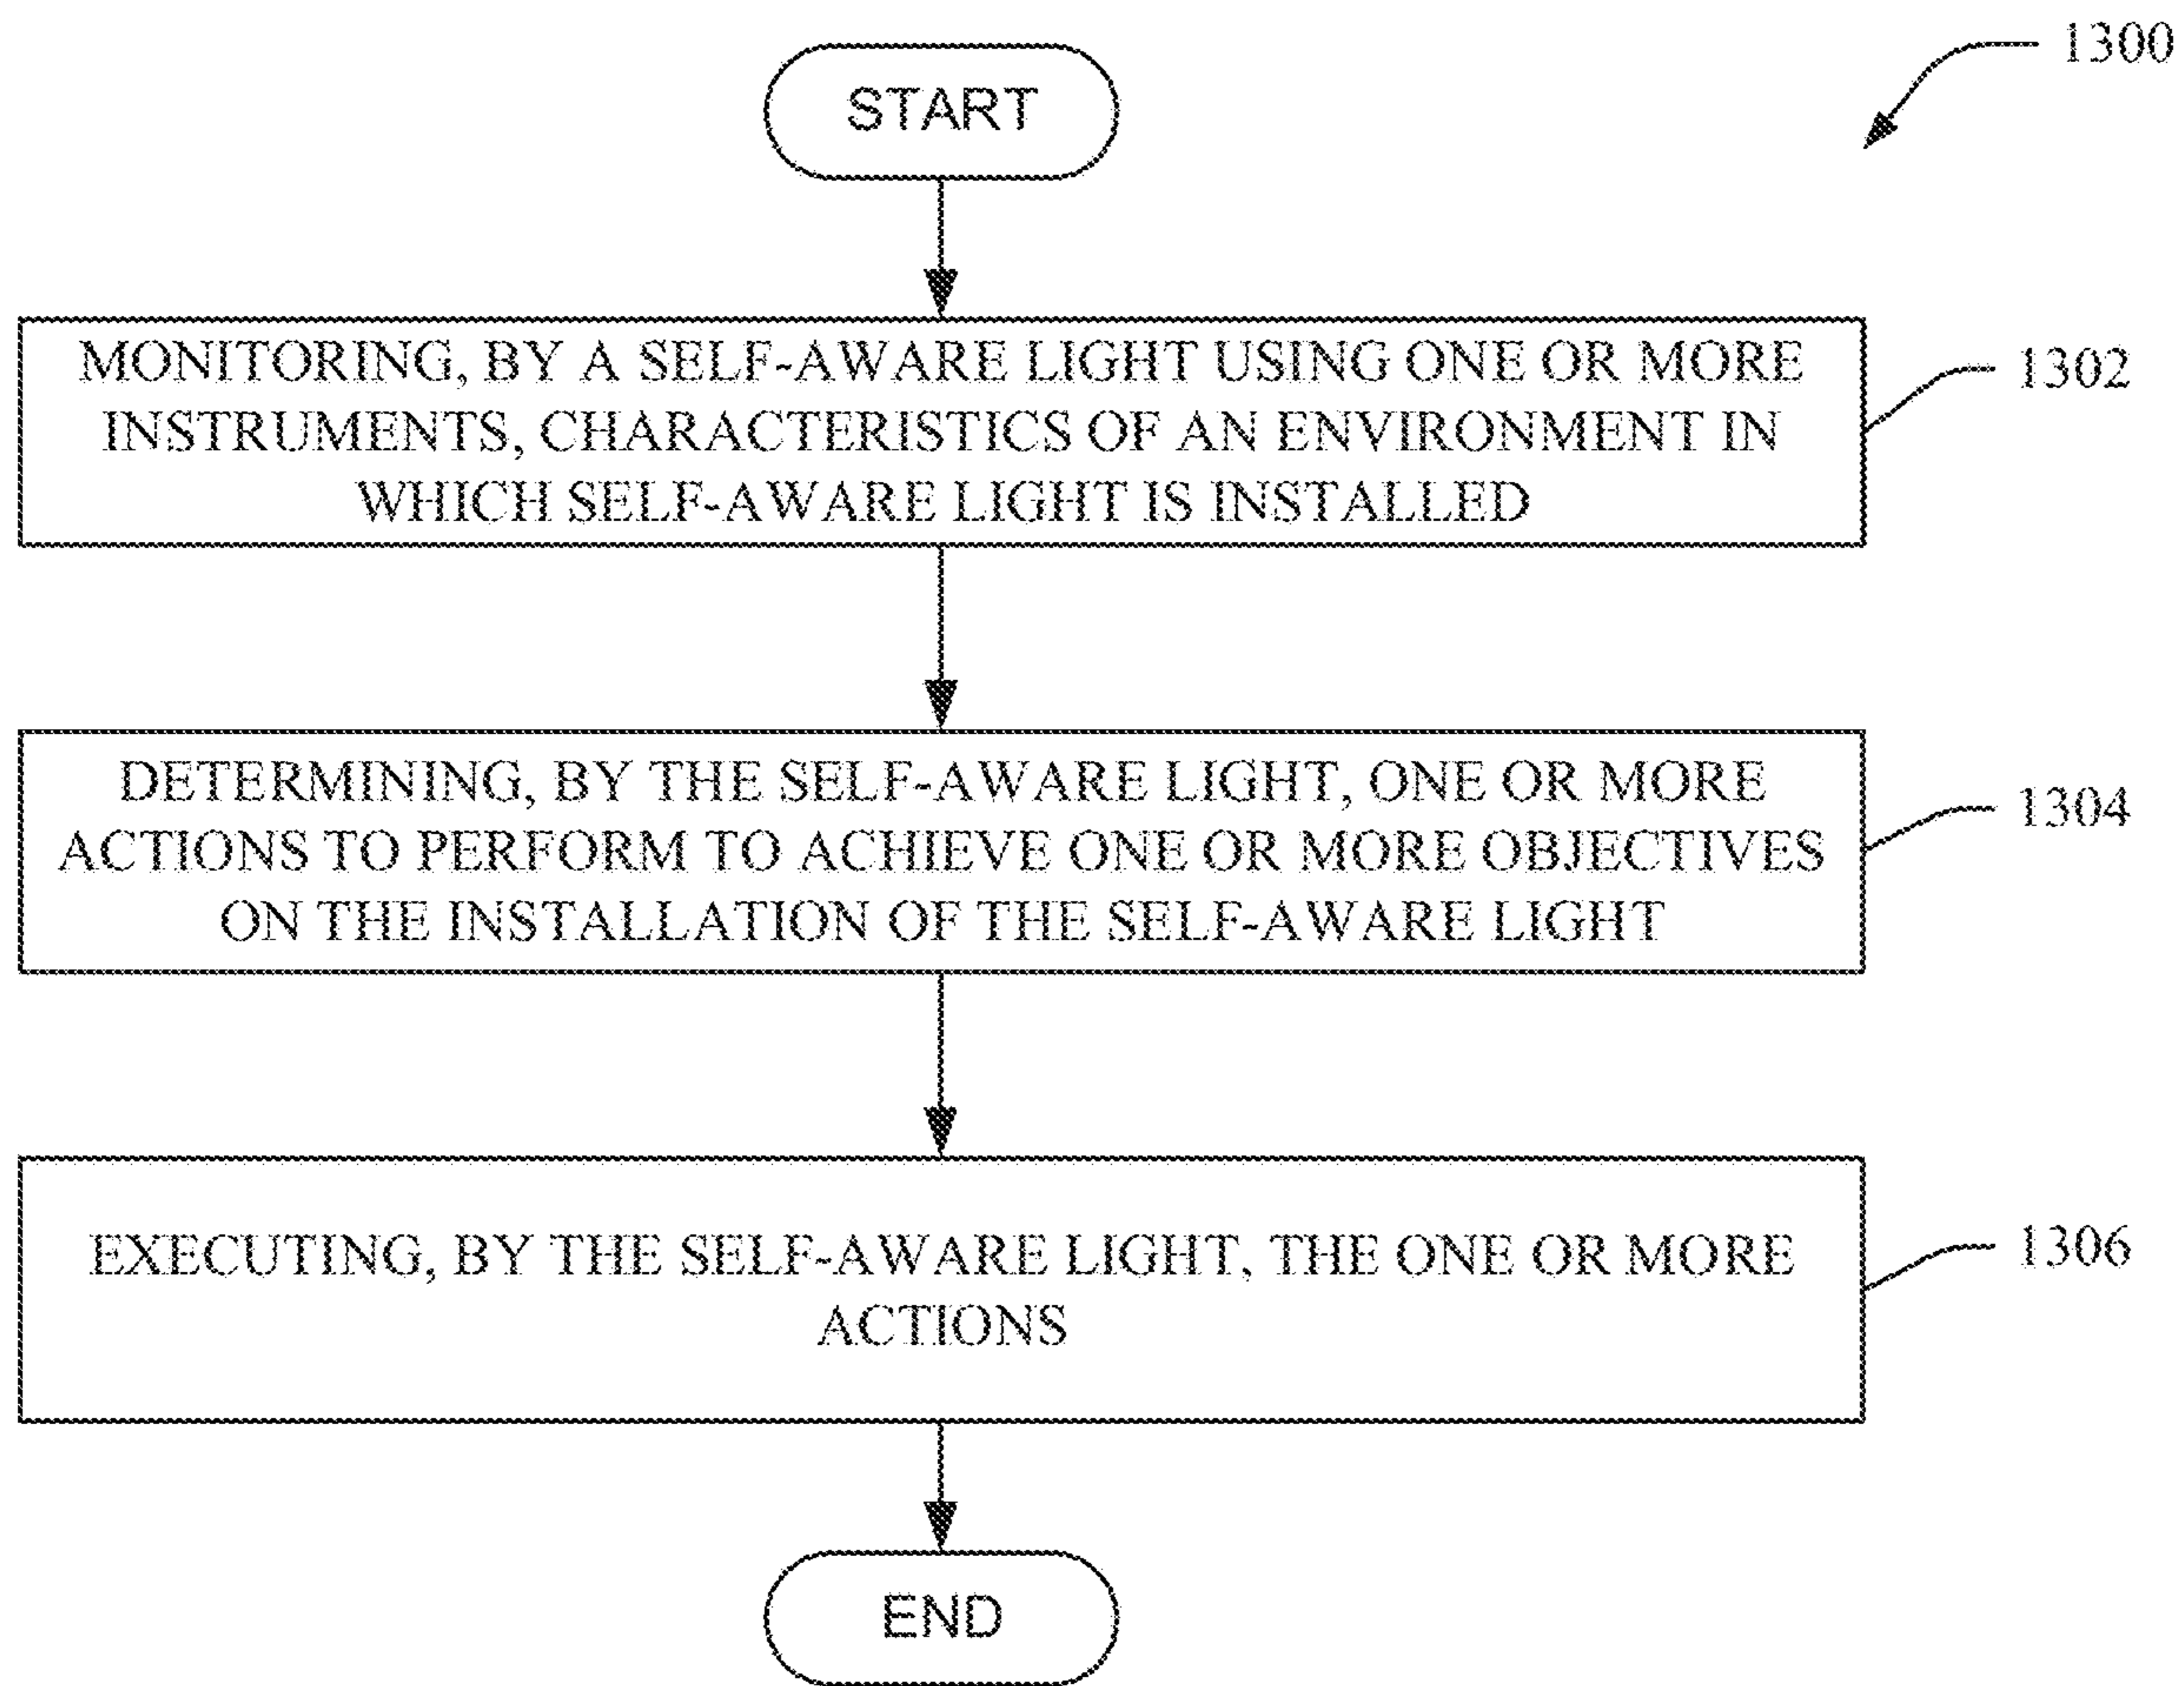 1300
START
MONITORING, BY A SELF-AWARE LIGHT USING ONE OR MORE
INSTRUMENTS, CHARACTERISTICS OF AN ENVIRONMENT IN
WHICH SELF-AWARE LIGHT IS INSTALLED
1302
DETERMINING, BY THE SELF-AWARE LIGHT, ONE OR MORE
ACTIONS TO PERFORM TO ACHIEVE ONE OR MORE OBJECTIVES
ON THE INSTALLATION OF THE SELF-AWARE LIGHT
1304
EXECUTING, BY THE SELF-AWARE LIGHT, THE ONE OR MORE
ACTIONS
1306
END